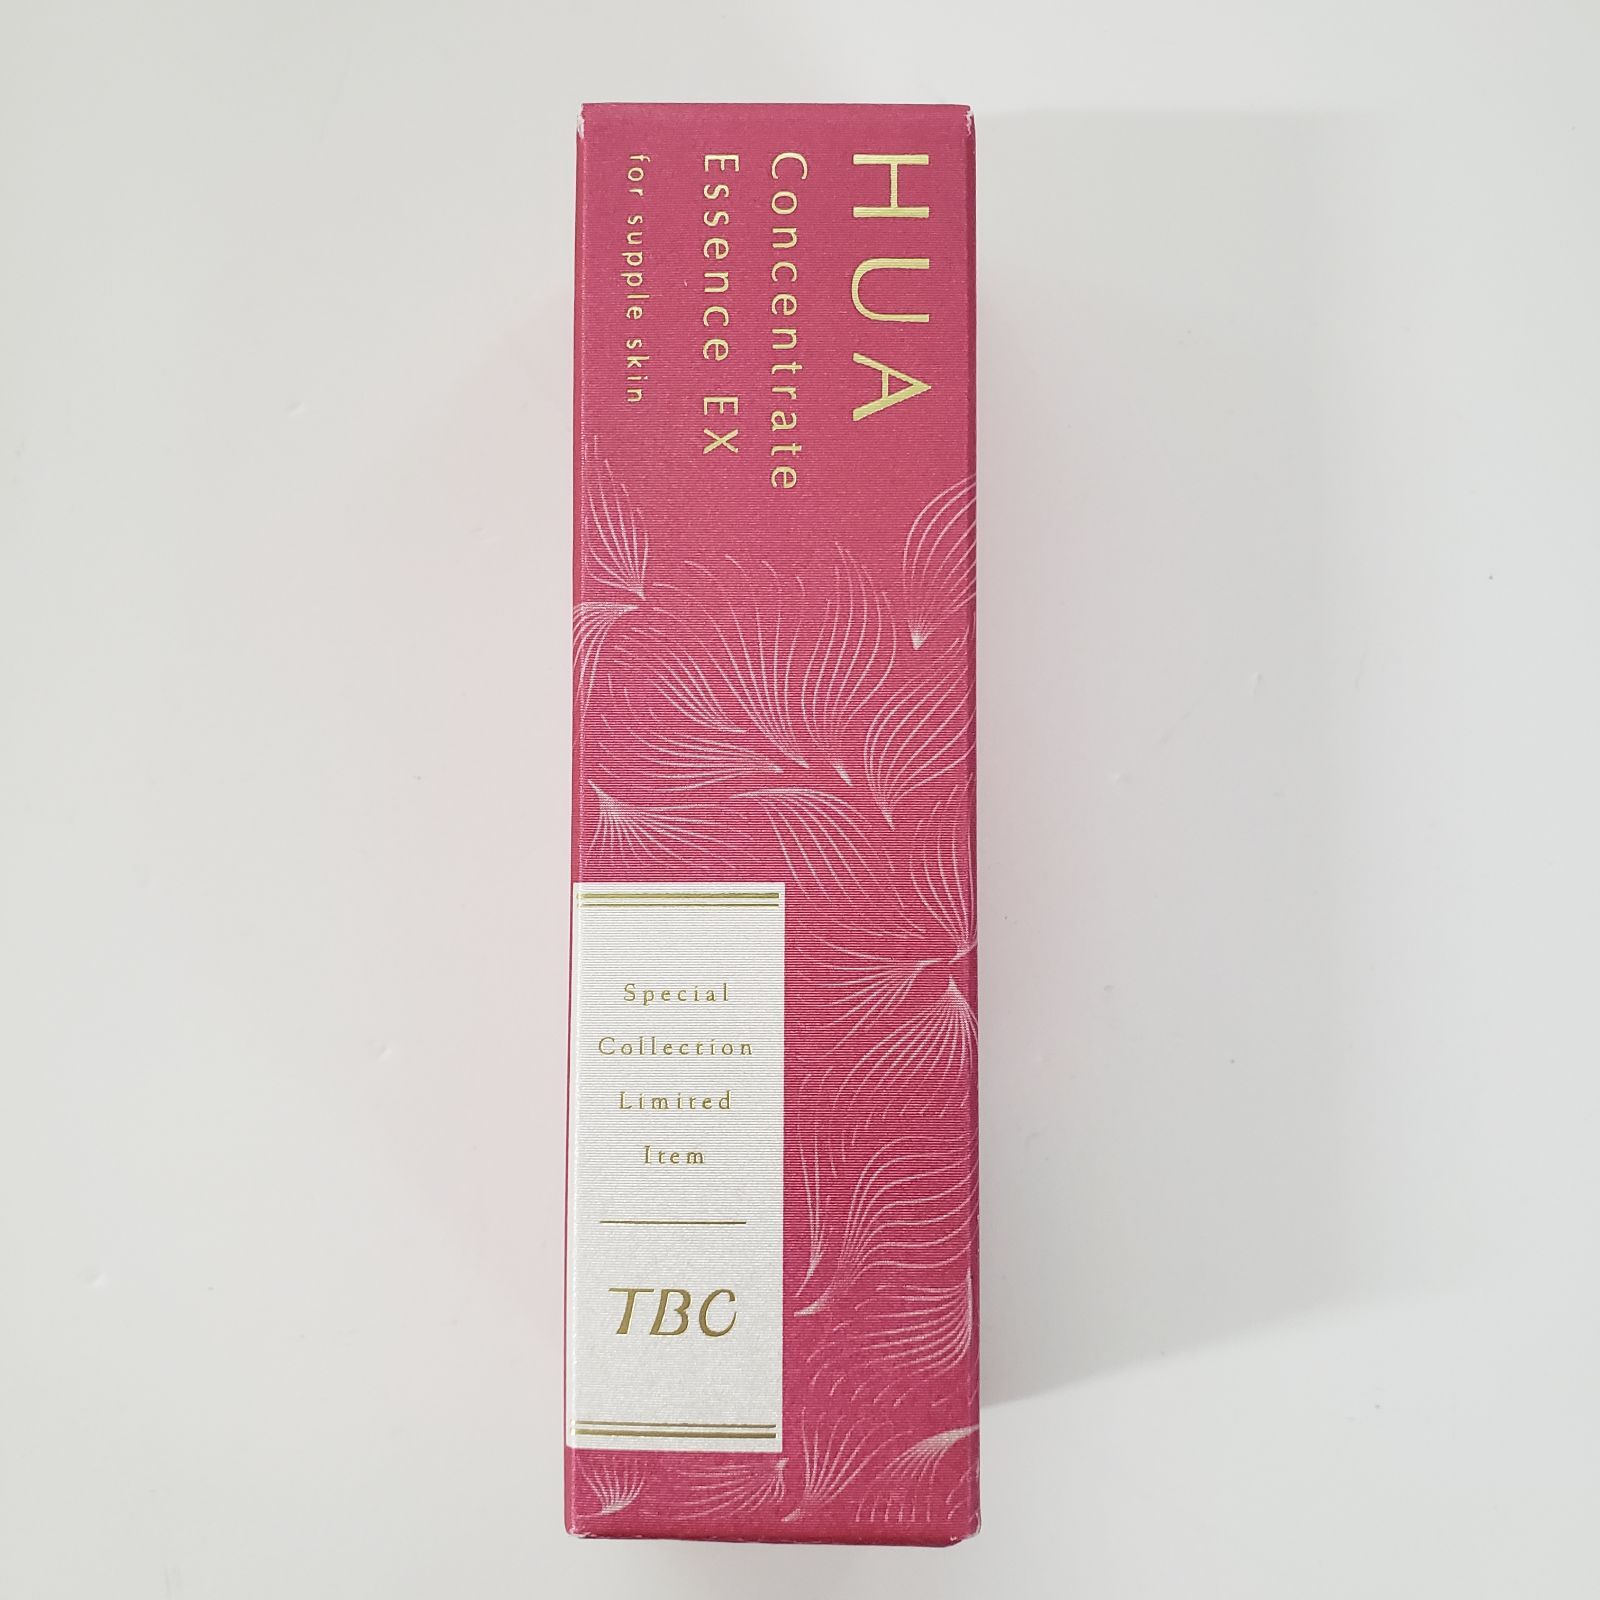 HUA
Concentrate
Essence EX
for supple skin
Special
Collection
Limited
Item
TBC